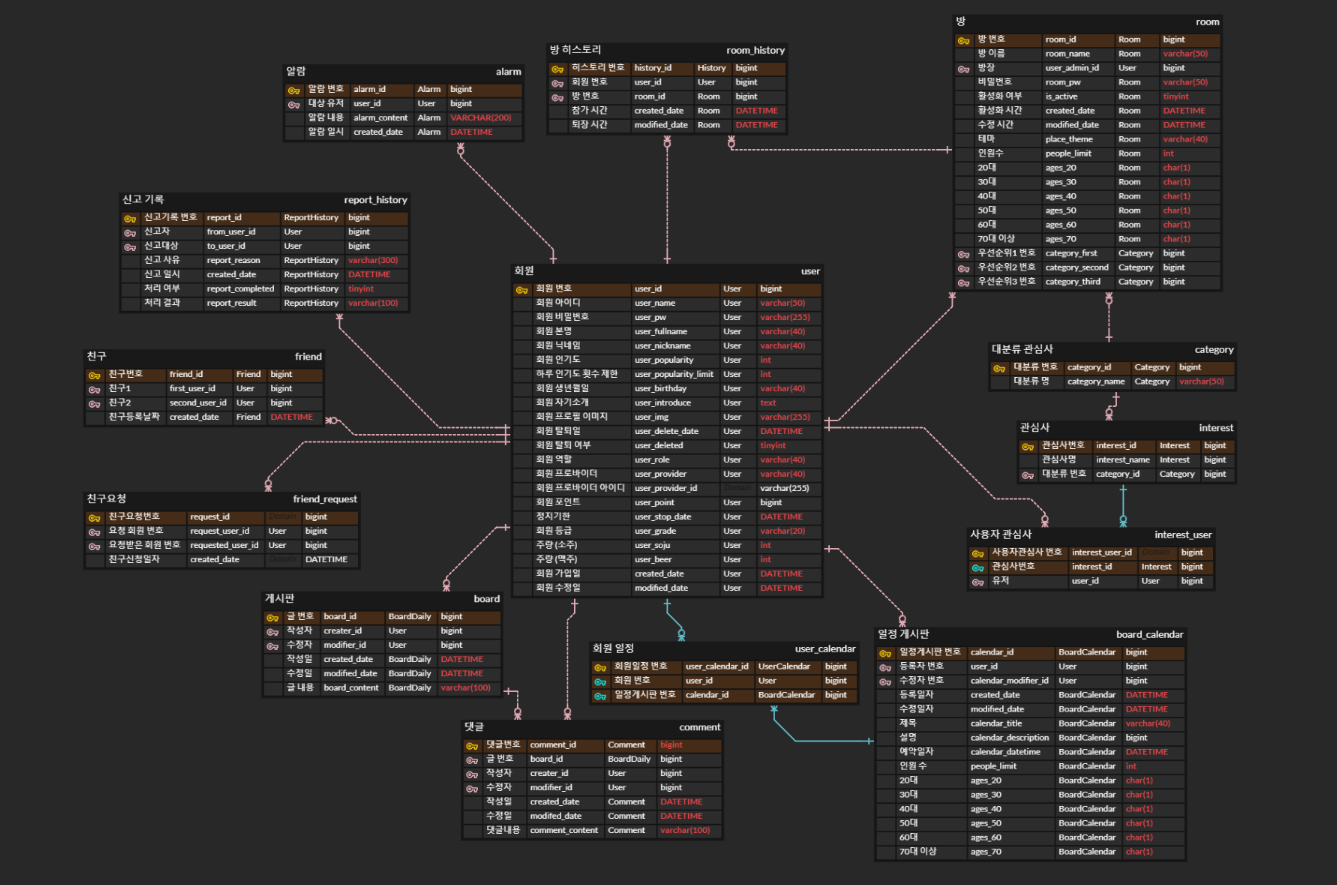 방 room
방 번호 room_id Room bigint
방 이름 room_name Room varchar(50)
방장 user_admin_id User bigint
비밀번호 room_pw Room varchar(50)
활성화 여부 is_active Room tinyint
활성화 시간 created_date Room DATETIME
수정 시간 modified_date Room DATETIME
테마 place_theme Room varchar(40)
인원수 people_limit Room int
20대 ages_20 Room char(1)
30대 ages_30 Room char(1)
40대 ages_40 Room char(1)
50대 ages_50 Room char(1)
60대 ages_60 Room char(1)
70대 이상 ages_70 Room char(1)
우선순위1 번호 category_first Category bigint
우선순위2 번호 category_second Category bigint
우선순위3 번호 category_third Category bigint
방 히스토리 room_history
히스토리 번호 history_id History bigint
회원 번호 user_id User bigint
방 번호 room_id Room bigint
참가 시간 created_date Room DATETIME
퇴장 시간 modified_date Room DATETIME
알람 alarm
알람 번호 alarm_id Alarm bigint
대상 유저 user_id User bigint
알람 내용 alarm_content Alarm VARCHAR(200)
알람 일시 created_date Alarm DATETIME
신고 기록 report_history
신고기록 번호 report_id ReportHistory bigint
신고자 from_user_id User bigint
신고대상 to_user_id User bigint
신고 사유 report_reason ReportHistory varchar(300)
신고 일시 created_date ReportHistory DATETIME
처리 여부 report_completed ReportHistory tinyint
처리 결과 report_result ReportHistory varchar(100)
회원 user
회원 번호 user_id User bigint
회원 아이디 user_name User varchar(50)
회원 비밀번호 user_pw User varchar(255)
회원 본명 user_fullname User varchar(40)
회원 닉네임 user_nickname User varchar(40)
회원 인기도 user_popularity User int
하루 인기도 횟수 제한 user_popularity_limit User int
회원 생년월일 user_birthday User varchar(40)
회원 자기소개 user_introduce User text
회원 프로필 이미지 user_img User varchar(255)
회원 탈퇴일 user_delete_date User DATETIME
회원 탈퇴 여부 user_deleted User tinyint
회원 역할 user_role User varchar(40)
회원 프로바이더 user_provider User varchar(40)
회원 프로바이더 아이디 user_provider_id Domain varchar(255)
회원 포인트 user_point User bigint
정지기한 user_stop_date User DATETIME
회원 등급 user_grade User varchar(20)
주량 (소주) user_soju User int
주량 (맥주) user_beer User int
회원 가입일 created_date User DATETIME
회원 수정일 modified_date User DATETIME
친구 friend
친구번호 friend_id Friend bigint
친구1 first_user_id User bigint
친구2 second_user_id User bigint
친구등록날짜 created_date Friend DATETIME
대분류 관심사 category
대분류 번호 category_id Category bigint
대분류 명 category_name Category varchar(50)
관심사 interest
관심사번호 interest_id Interest bigint
관심사명 interest_name Interest bigint
대분류 번호 category_id Category bigint
친구요청 friend_request
친구요청번호 request_id Domain bigint
요청 회원 번호 request_user_id User bigint
요청받은 회원 번호 requested_user_id User bigint
친구신청일자 created_date DATETIME
사용자 관심사 interest_user
사용자관심사 번호 interest_user_id Domain bigint
관심사번호 interest_id Interest bigint
유저 user_id User bigint
게시판 board
글 번호 board_id BoardDaily bigint
작성자 creater_id User bigint
수정자 modifier_id User bigint
작성일 created_date BoardDaily DATETIME
수정일 modified_date BoardDaily DATETIME
글 내용 board_content BoardDaily varchar(100)
회원 일정 user_calendar
회원일정 번호 user_calendar_id UserCalendar bigint
회원 번호 user_id User bigint
일정게시판 번호 calendar_id BoardCalendar bigint
일정 게시판 board_calendar
일정게시판 번호 calendar_id BoardCalendar bigint
등록자 번호 user_id User bigint
수정자 번호 calendar_modifier_id User bigint
등록일자 created_date BoardCalendar DATETIME
수정일자 modified_date BoardCalendar DATETIME
제목 calendar_title BoardCalendar varchar(40)
설명 calendar_description BoardCalendar bigint
예약일자 calendar_datetime BoardCalendar DATETIME
인원 수 people_limit BoardCalendar int
20대 ages_20 BoardCalendar char(1)
30대 ages_30 BoardCalendar char(1)
40대 ages_40 BoardCalendar char(1)
50대 ages_50 BoardCalendar char(1)
60대 ages_60 BoardCalendar char(1)
70대 이상 ages_70 BoardCalendar char(1)
댓글 comment
댓글번호 comment_id Comment bigint
글 번호 board_id BoardDaily bigint
작성자 creater_id User bigint
수정자 modifier_id User bigint
작성일 created_date Comment DATETIME
수정일 modifed_date Comment DATETIME
댓글내용 comment_content Comment varchar(100)